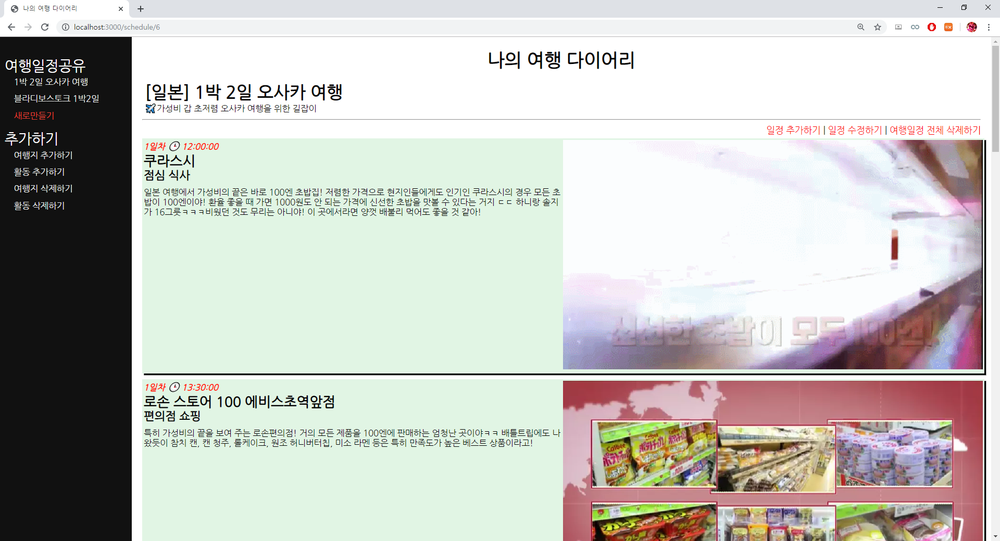 나의 여행 다이어리
localhost:3000/schedule/6
여행일정공유
1박 2일 오사카 여행
블라디보스토크 1박2일
새로만들기
추가하기
여행지 추가하기
활동 추가하기
여행지 삭제하기
활동 삭제하기
나의 여행 다이어리
[일본] 1박 2일 오사카 여행
✈️가성비 갑 초저렴 오사카 여행을 위한 길잡이
일정 추가하기 | 일정 수정하기 | 여행일정 전체 삭제하기
1일차 🕒 12:00:00
쿠라스시
점심 식사
일본 여행에서 가성비의 끝은 바로 100엔 초밥집! 저렴한 가격으로 현지인들에게도 인기인 쿠라스시의 경우 모든 초
밥이 100엔이야! 환율 좋을 때 가면 1000원도 안 되는 가격에 신선한 초밥을 맛볼 수 있다는 거지 ㄷㄷ 하니랑 솔지
가 16그릇ㅋㅋㅋ비웠던 것도 무리는 아니야! 이 곳에서라면 양껏 배불리 먹어도 좋을 것 같아!
신선한 초밥이 모두 100엔!
1일차 🕒 13:30:00
로손 스토어 100 에비스초역앞점
편의점 쇼핑
특히 가성비의 끝을 보여 주는 로손편의점! 거의 모든 제품을 100엔에 판매하는 엄청난 곳이야ㅋㅋ 배틀트립에도 나
왔듯이 참치 캔, 캔 청주, 롤케이크, 원조 허니버터칩, 미소 라멘 등은 특히 만족도가 높은 베스트 상품이라고!
Calbee
Calbee
ポテトチップ
しあわせ
100